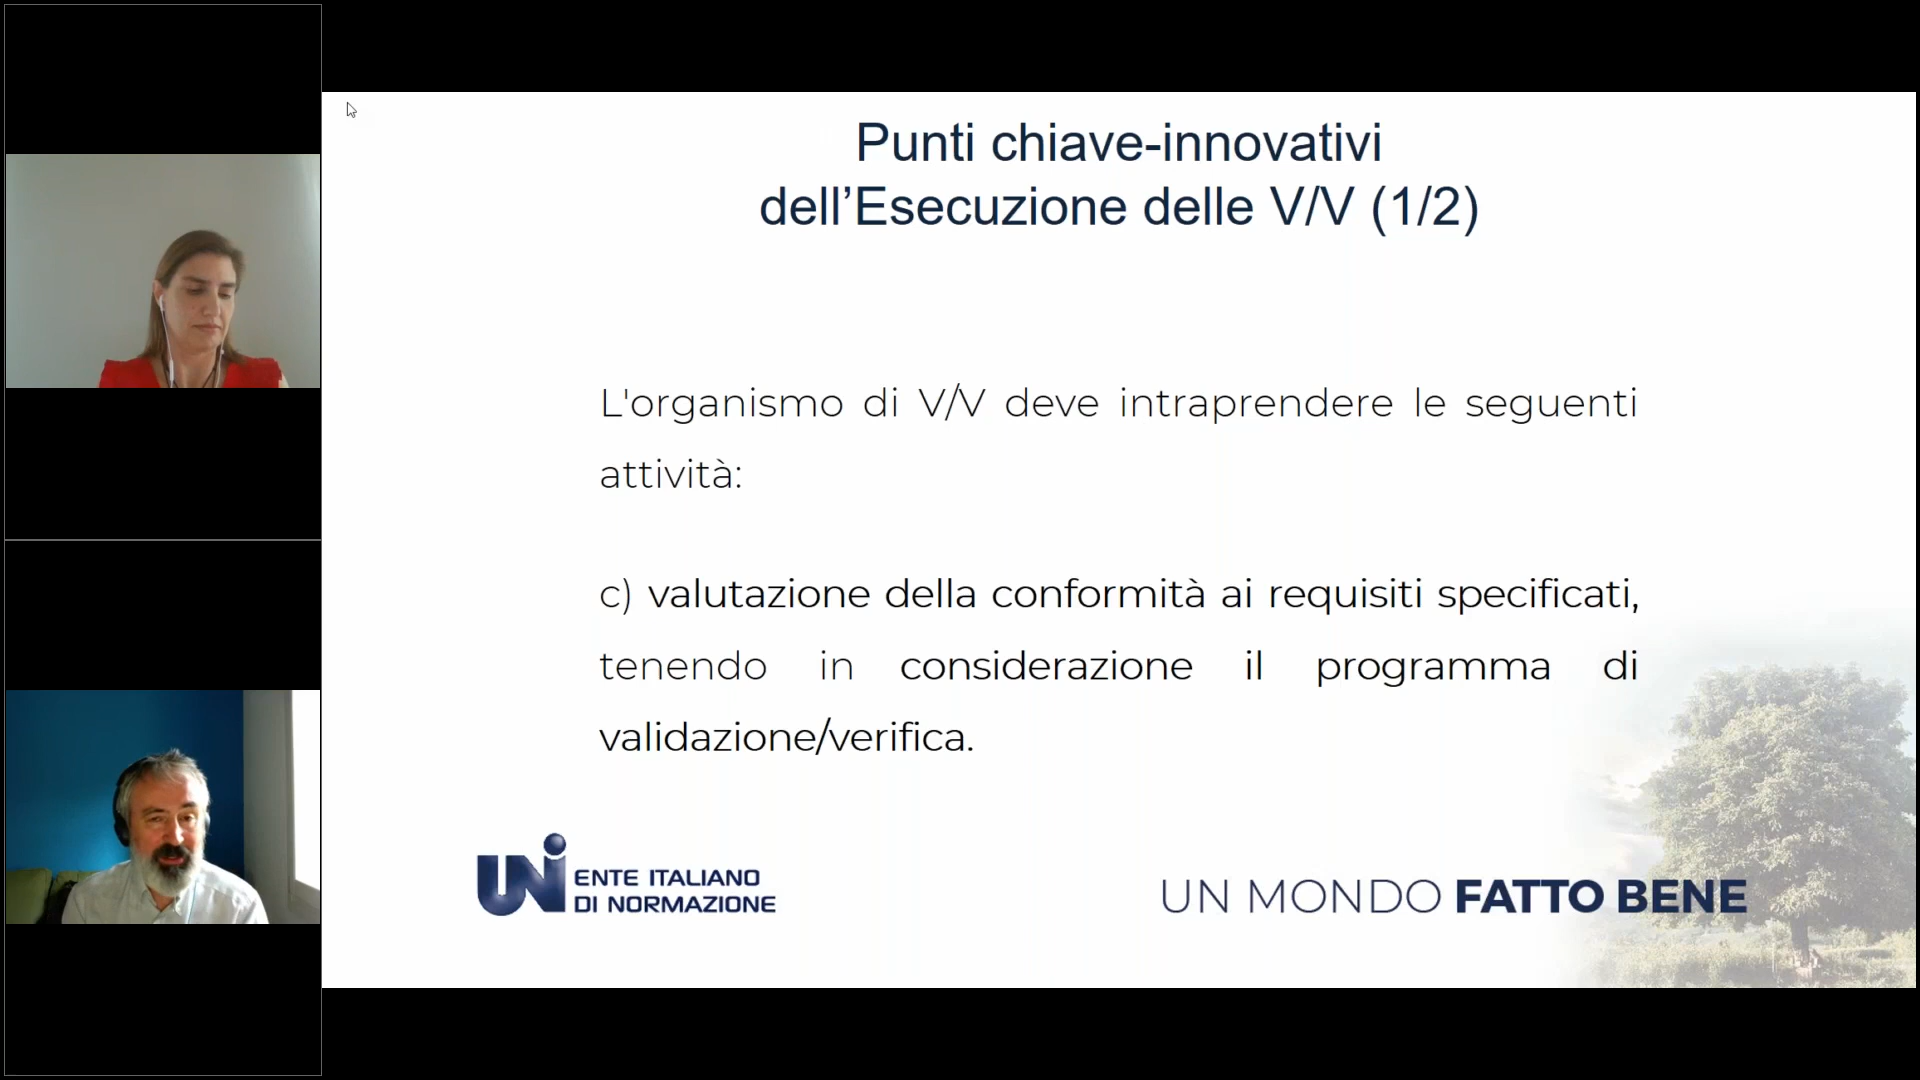 Punti chiave-innovativi
dell’Esecuzione delle V/V (1/2)
L'organismo di V/V deve intraprendere le seguenti
attività:
c) valutazione della conformità ai requisiti specificati,
tenendo in considerazione il programma di
validazione/verifica.
UNI ENTE ITALIANO
DI NORMAZIONE
UN MONDO FATTO BENE